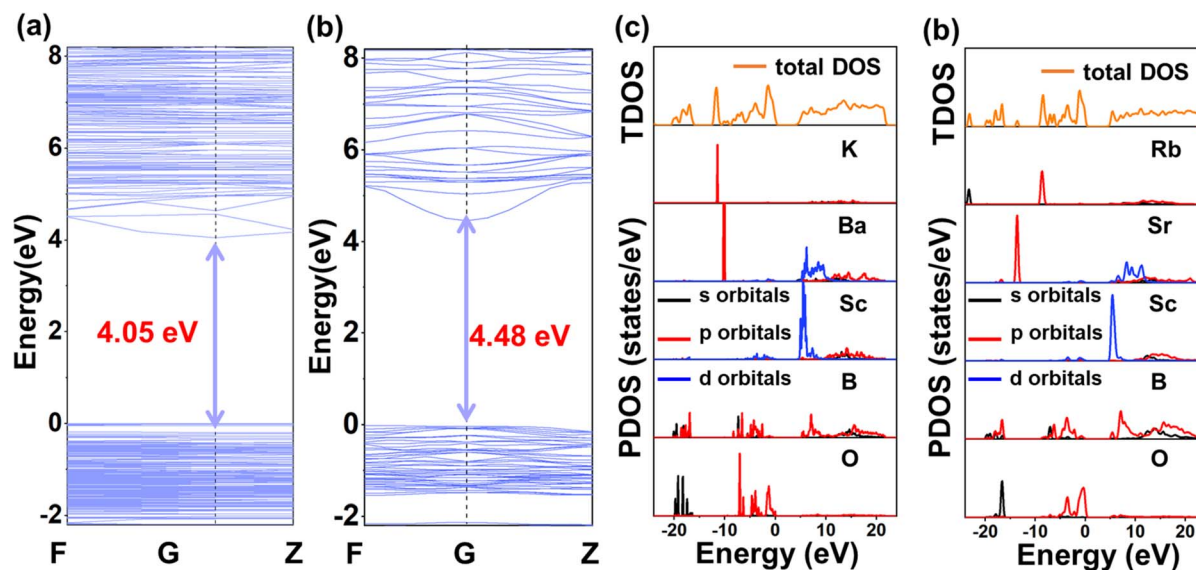 (a)
Energy(eV)
8
6
4
2
0
-2
4.05 eV
F G Z
(b)
Energy(eV)
8
6
4
2
0
-2
4.48 eV
F G Z
(c)
TDOS
PDOS (states/eV)
total DOS
K
Ba
s orbitals
Sc
p orbitals
d orbitals
B
O
-20 -10 0 10 20
Energy (eV)
(b)
TDOS
PDOS (states/eV)
total DOS
Rb
Sr
s orbitals
Sc
p orbitals
d orbitals
B
O
-20 -10 0 10 20
Energy (eV)